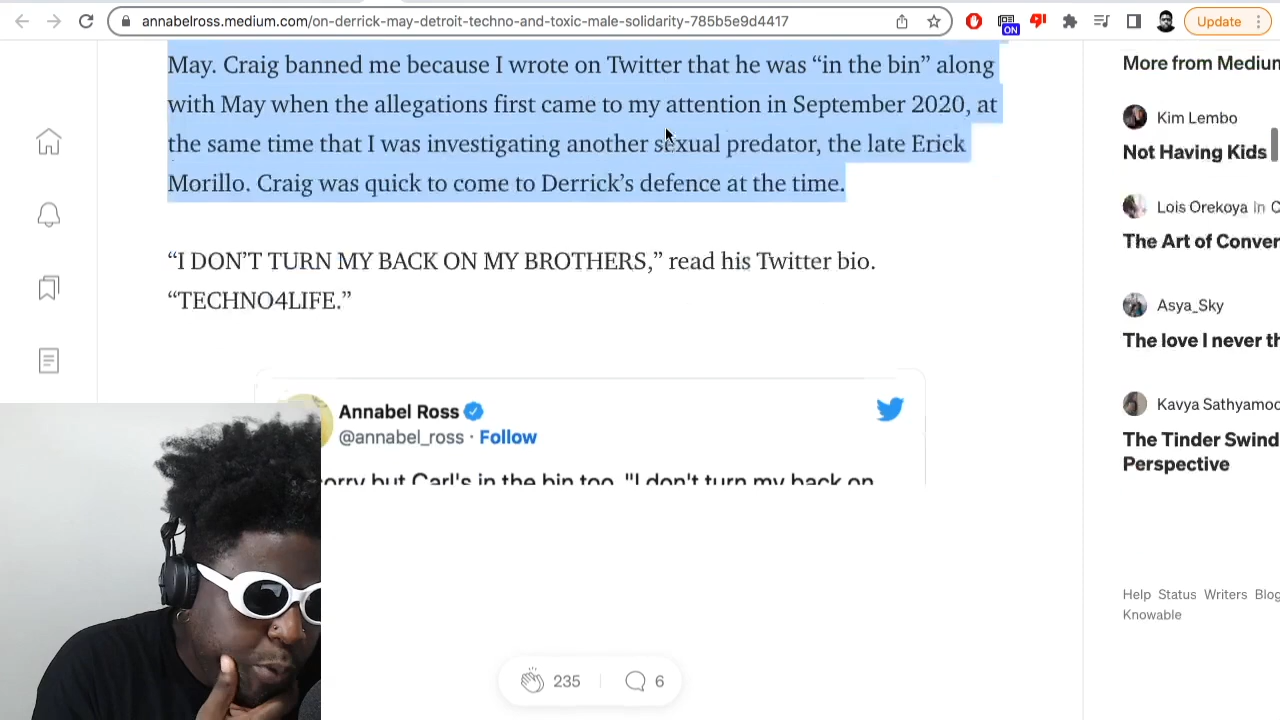 annabelross.medium.com/on-derrick-may-detroit-techno-and-toxic-male-solidarity-785b5e9d4417
ON
Update
May. Craig banned me because I wrote on Twitter that he was “in the bin” along
with May when the allegations first came to my attention in September 2020, at
the same time that I was investigating another sexual predator, the late Erick
Morillo. Craig was quick to come to Derrick’s defence at the time.
“I DON’T TURN MY BACK ON MY BROTHERS,” read his Twitter bio.
“TECHNO4LIFE.”
Annabel Ross
@annabel_ross · Follow
orry but Carl's in the bin too. "I don't turn my back on
235
6
More from Medium
Kim Lembo
Not Having Kids
Lois Orekoya in C
The Art of Conver
Asya_Sky
The love I never th
Kavya Sathyamoo
The Tinder Swind
Perspective
Help Status Writers Blog
Knowable